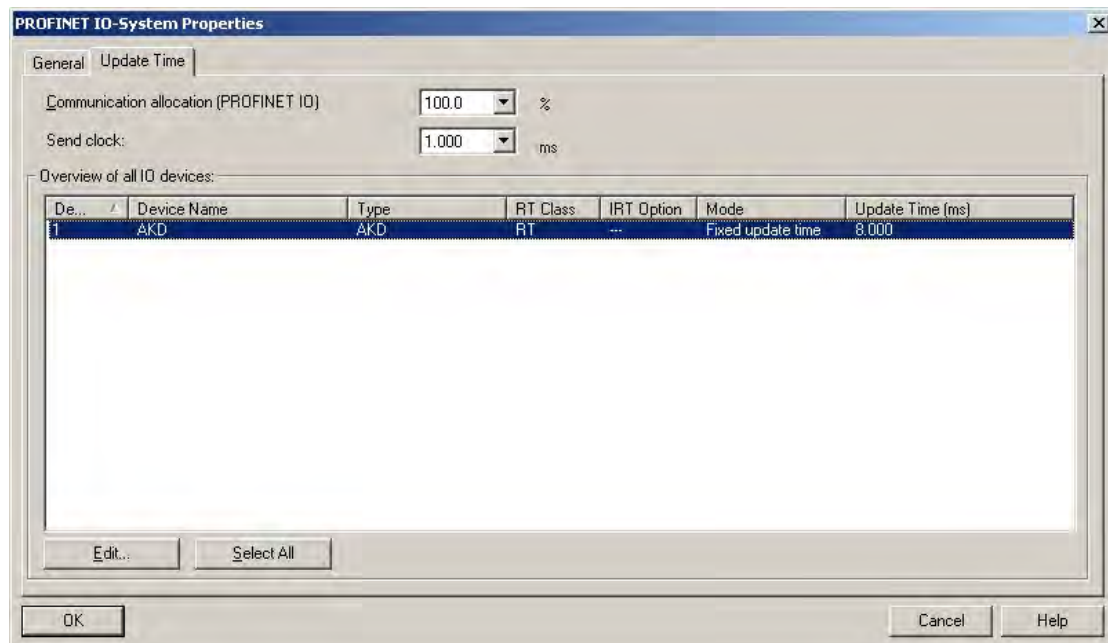 PROFINET IO-System Properties
General Update Time
Communication allocation (PROFINET IO) 100.0 %
Send clock: 1.000 ms
Overview of all IO devices:
De... Device Name Type RT Class IRT Option Mode Update Time (ms)
1 AKD AKD RT --- Fixed update time 8.000
Edit... Select All
OK Cancel Help